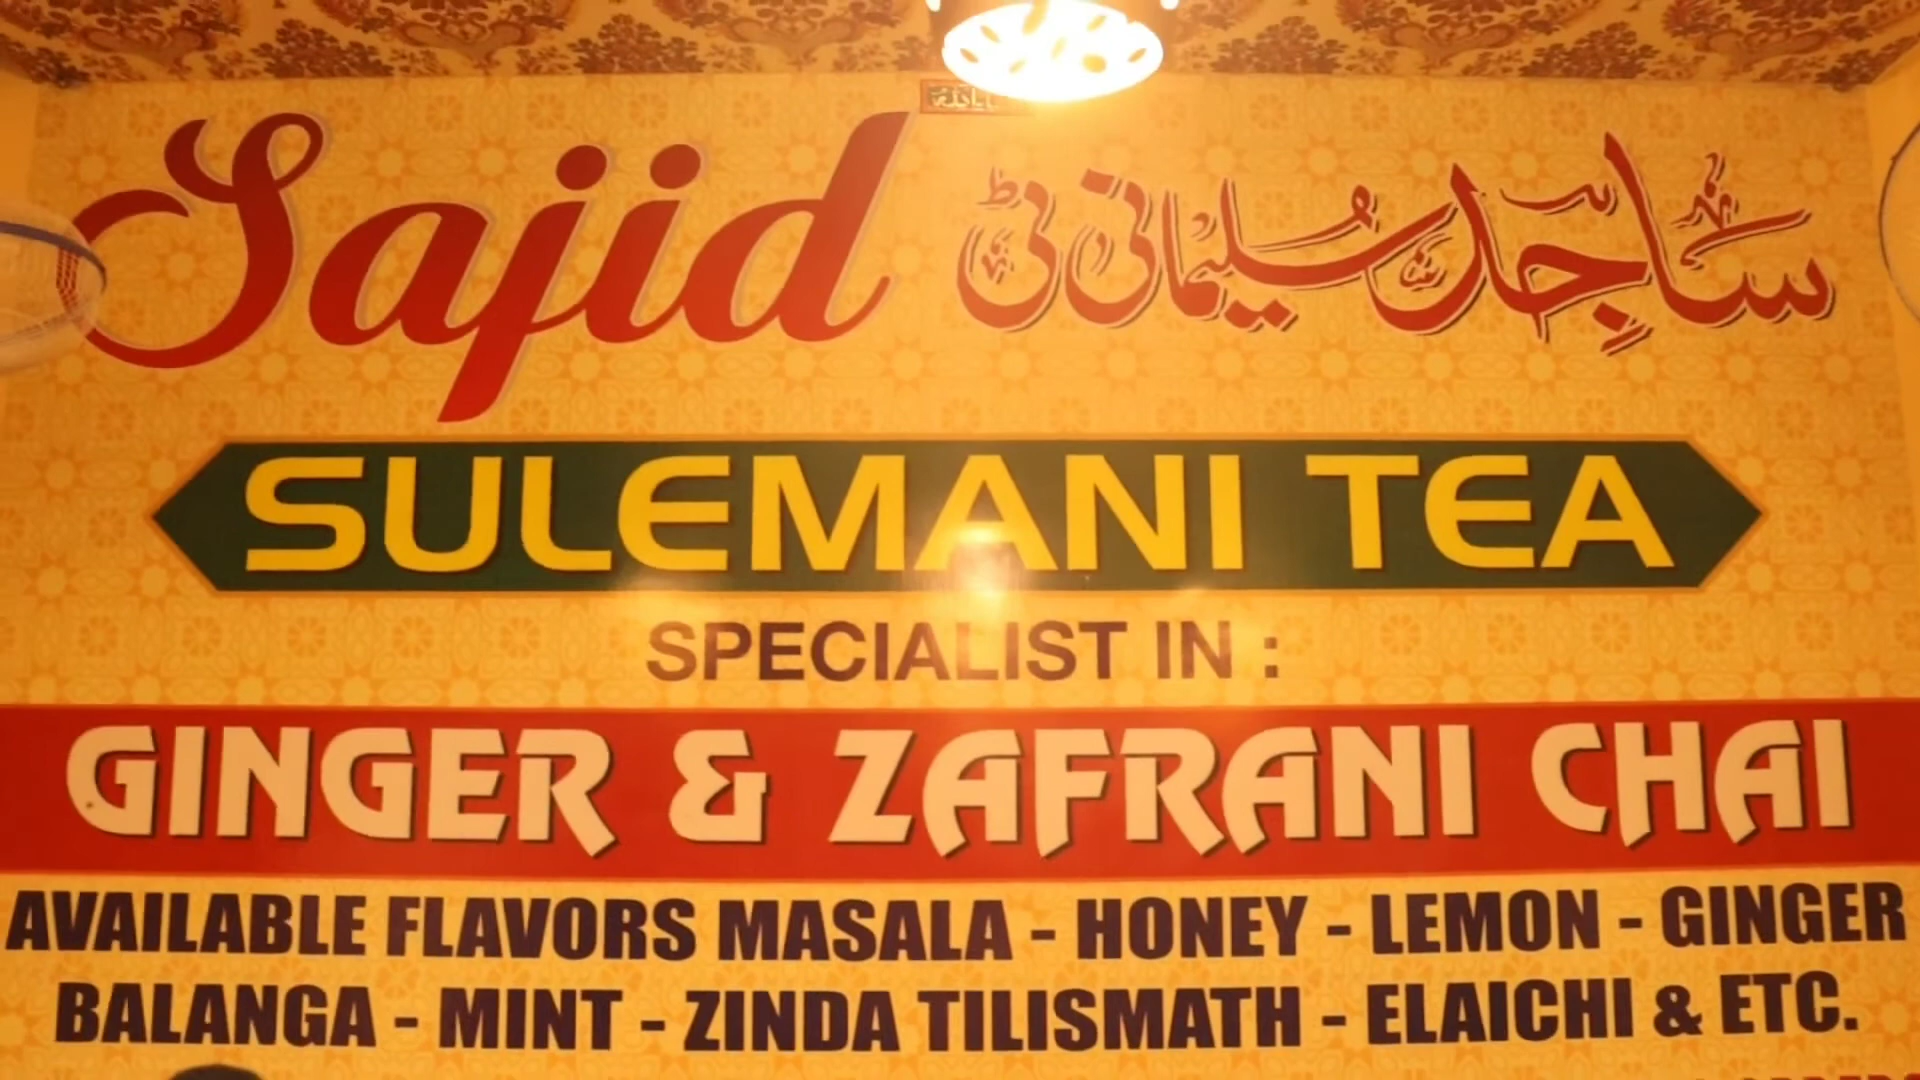 Sajid ساجد سلیمانی ٹی
SULEMANI TEA
SPECIALIST IN :
GINGER & ZAFRANI CHAI
AVAILABLE FLAVORS MASALA - HONEY - LEMON - GINGER
BALANGA - MINT - ZINDA TILISMATH - ELAICHI & ETC.